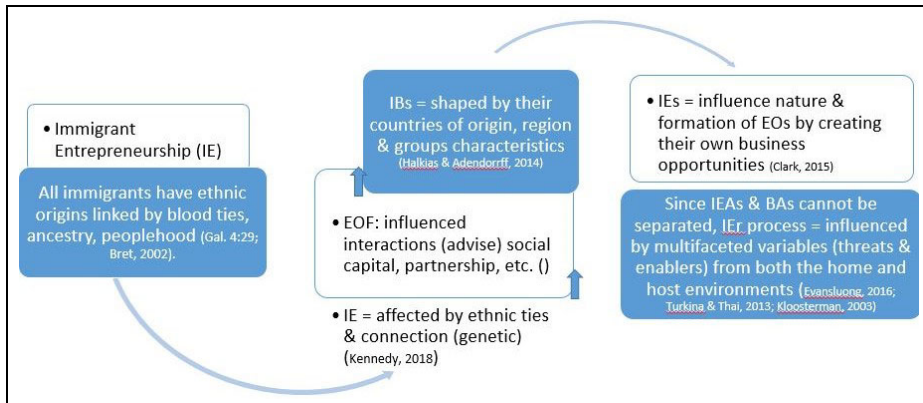 • Immigrant
Entrepreneurship (IE)
All immigrants have ethnic
origins linked by blood ties,
ancestry, peoplehood (Gal. 4:29;
Bret, 2002).
IBs = shaped by their
countries of origin, region
& groups characteristics
(Halkias & Adendorrff, 2014)
• EOF: influenced
interactions (advise) social
capital, partnership, etc. ()
• IE = affected by ethnic ties
& connection (genetic)
(Kennedy, 2018)
• IEs = influence nature &
formation of EOs by creating
their own business
opportunities (Clark, 2015)
Since IEAs & BAs cannot be
separated, IEr process = influenced
by multifaceted variables (threats &
enablers) from both the home and
host environments (Evansluong, 2016;
Turkina & Thai, 2013; Kloosterman, 2003)